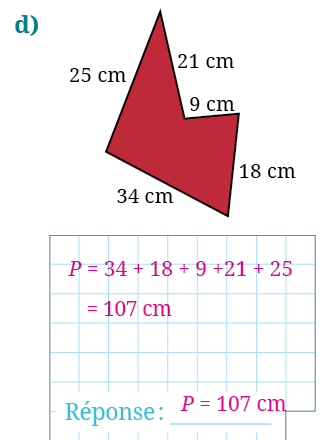 d)
21 cm
25 cm
9 cm
18 cm
34 cm
P = 34 + 18 + 9 +21 + 25
= 107 cm
Réponse : P = 107 cm